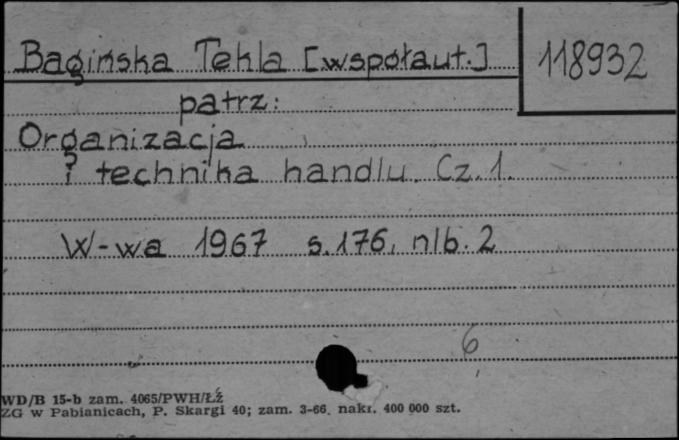 Bagińska Tekla [współaut.] 118932
patrz:
Organizacja
i technika handlu. Cz. 1.
W-wa 1967 s. 176, nlb. 2
6
WD/B 15-b zam. 4065/PWH/Łź
ZG w Pabianicach, P. Skargi 40; zam. 3-66. nakł. 400 000 szt.